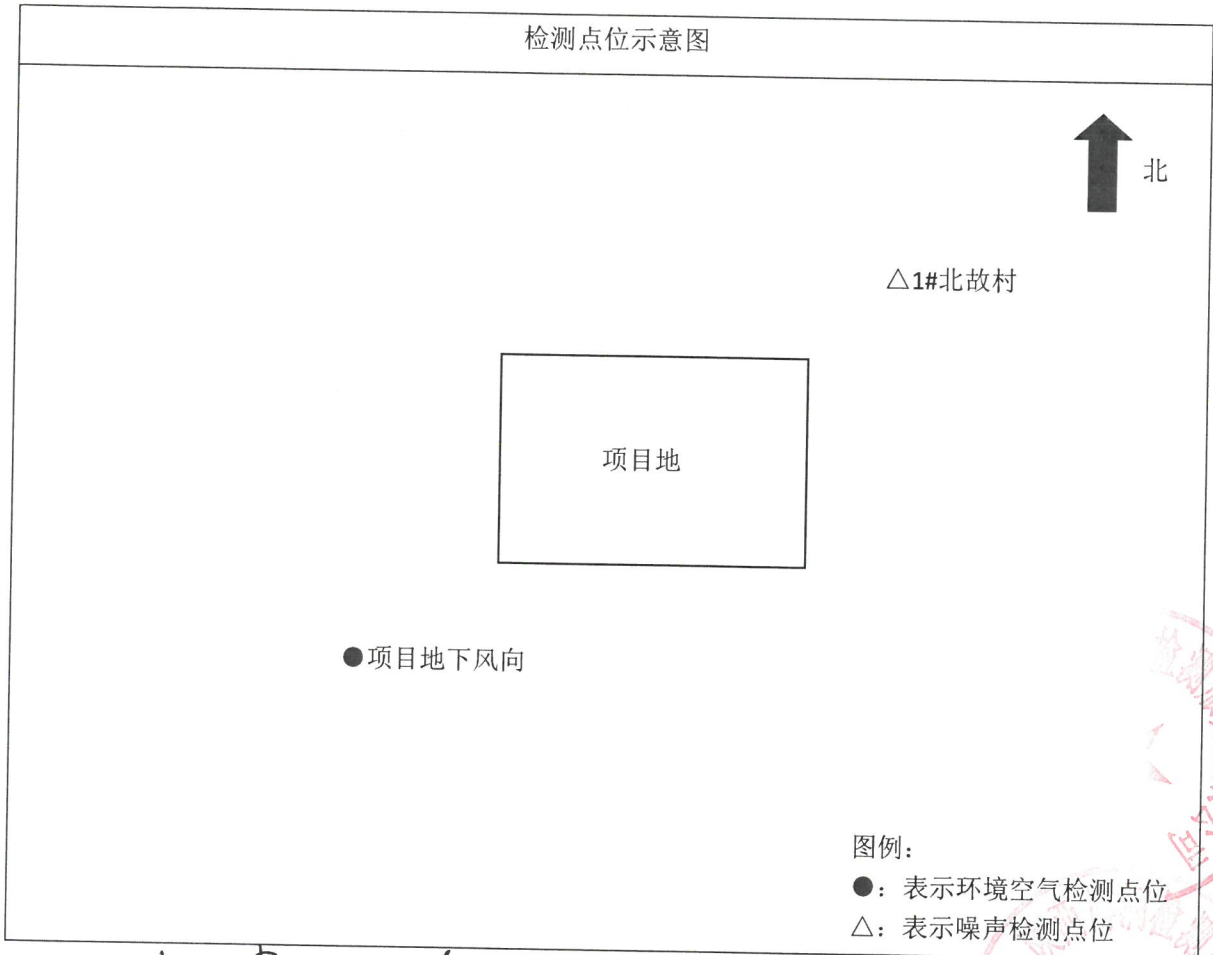 检测点位示意图
北
△1#北故村
项目地
●项目地下风向
图例：
●：表示环境空气检测点位
△：表示噪声检测点位